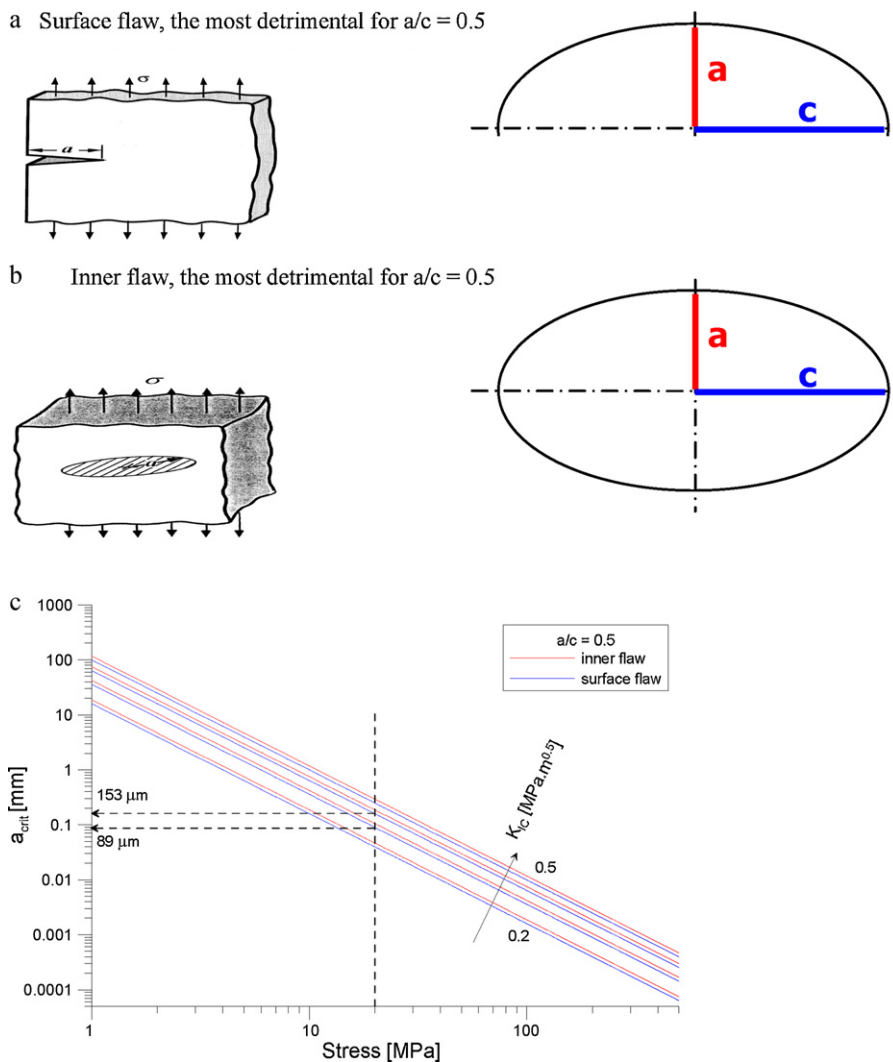 a Surface flaw, the most detrimental for a/c = 0.5
σ
a
a
c
b Inner flaw, the most detrimental for a/c = 0.5
σ
a
a
c
c
1000
100
10
1
0.1
0.01
0.001
0.0001
a_crit [mm]
153 μm
89 μm
a/c = 0.5
inner flaw
surface flaw
K_IC [MPa.m^0.5]
0.5
0.2
1
10
100
Stress [MPa]